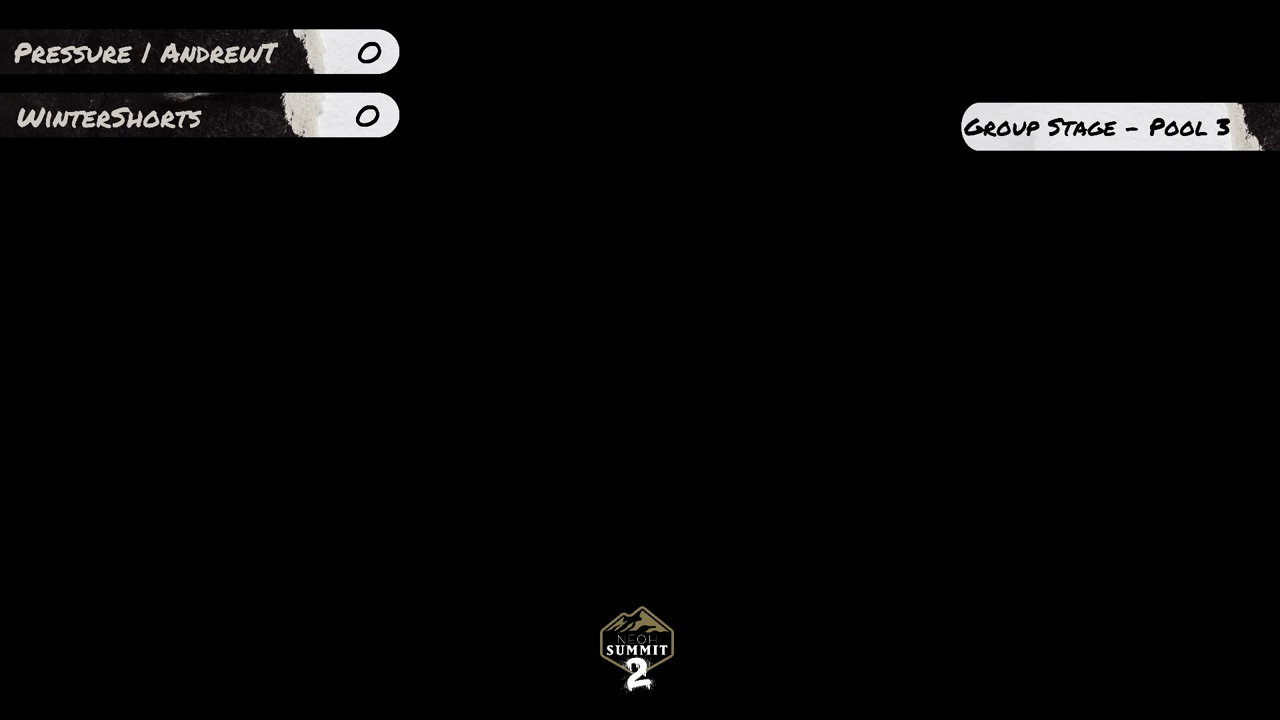 Pressure | AndrewT 0
WinterShorts 0
Group Stage - Pool 3
NEOH
SUMMIT
2